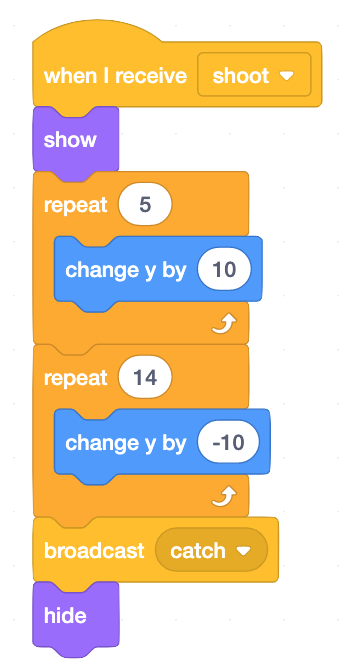 when I receive shoot
show
repeat 5
change y by 10
repeat 14
change y by -10
broadcast catch
hide